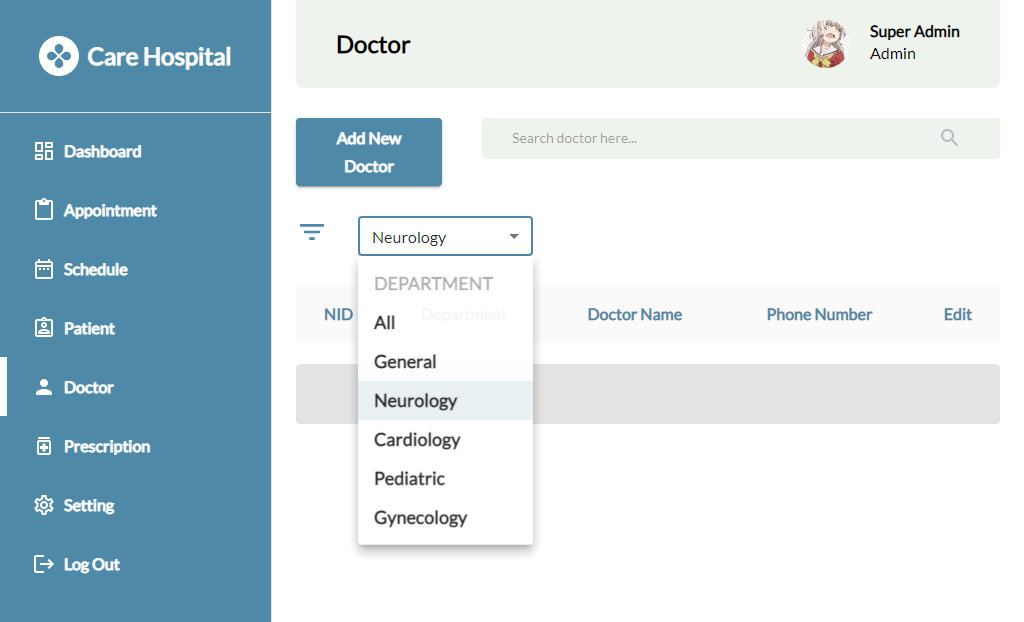 Care Hospital
Dashboard
Appointment
Schedule
Patient
Doctor
Prescription
Setting
Log Out
Doctor
Super Admin
Admin
Add New
Doctor
Search doctor here...
Neurology
NID Department Doctor Name Phone Number Edit
DEPARTMENT
All
General
Neurology
Cardiology
Pediatric
Gynecology